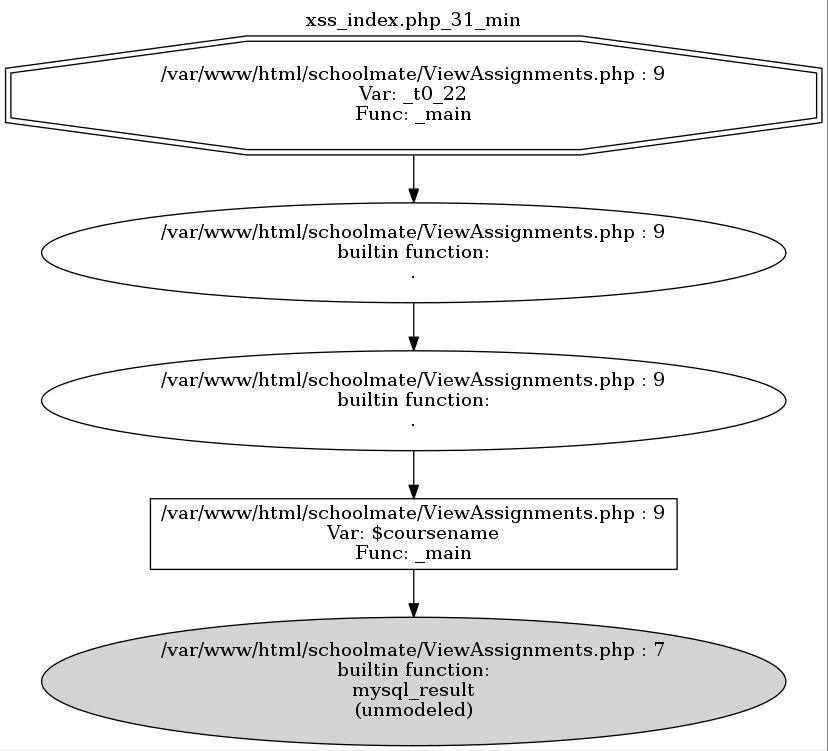 xss_index.php_31_min
/var/www/html/schoolmate/ViewAssignments.php : 9
Var: _t0_22
Func: _main
/var/www/html/schoolmate/ViewAssignments.php : 9
builtin function:
.
/var/www/html/schoolmate/ViewAssignments.php : 9
builtin function:
.
/var/www/html/schoolmate/ViewAssignments.php : 9
Var: $coursename
Func: _main
/var/www/html/schoolmate/ViewAssignments.php : 7
builtin function:
mysql_result
(unmodeled)